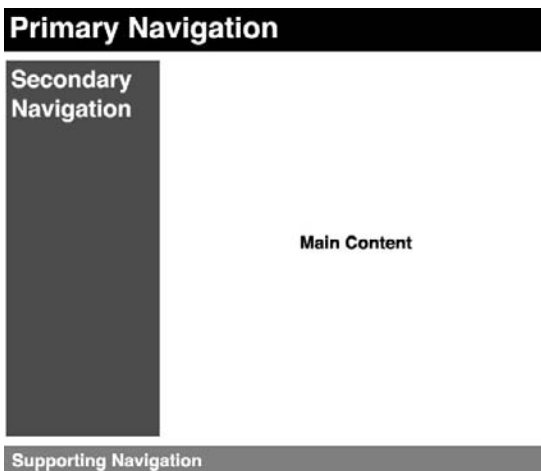 Primary Navigation
Secondary
Navigation
Main Content
Supporting Navigation